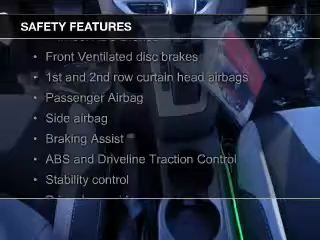 SAFETY FEATURES
• Front Ventilated disc brakes
• 1st and 2nd row curtain head airbags
• Passenger Airbag
• Side airbag
• Braking Assist
• ABS and Driveline Traction Control
• Stability control